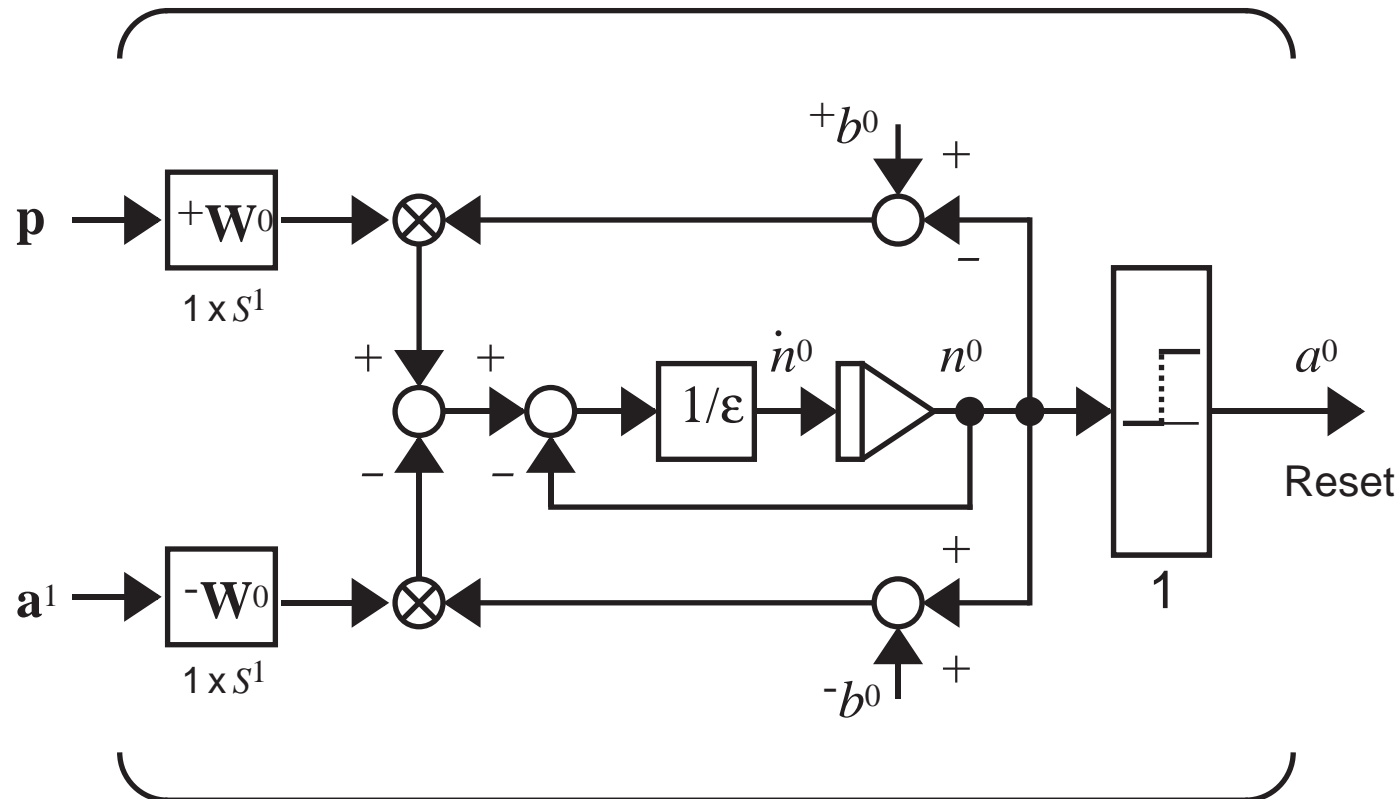 +b⁰
+
p
+W⁰
−
1 x S¹
+
+
ṅ⁰
n⁰
a⁰
1/ε
−
−
Reset
+
a¹
-W⁰
1
1 x S¹
+
-b⁰